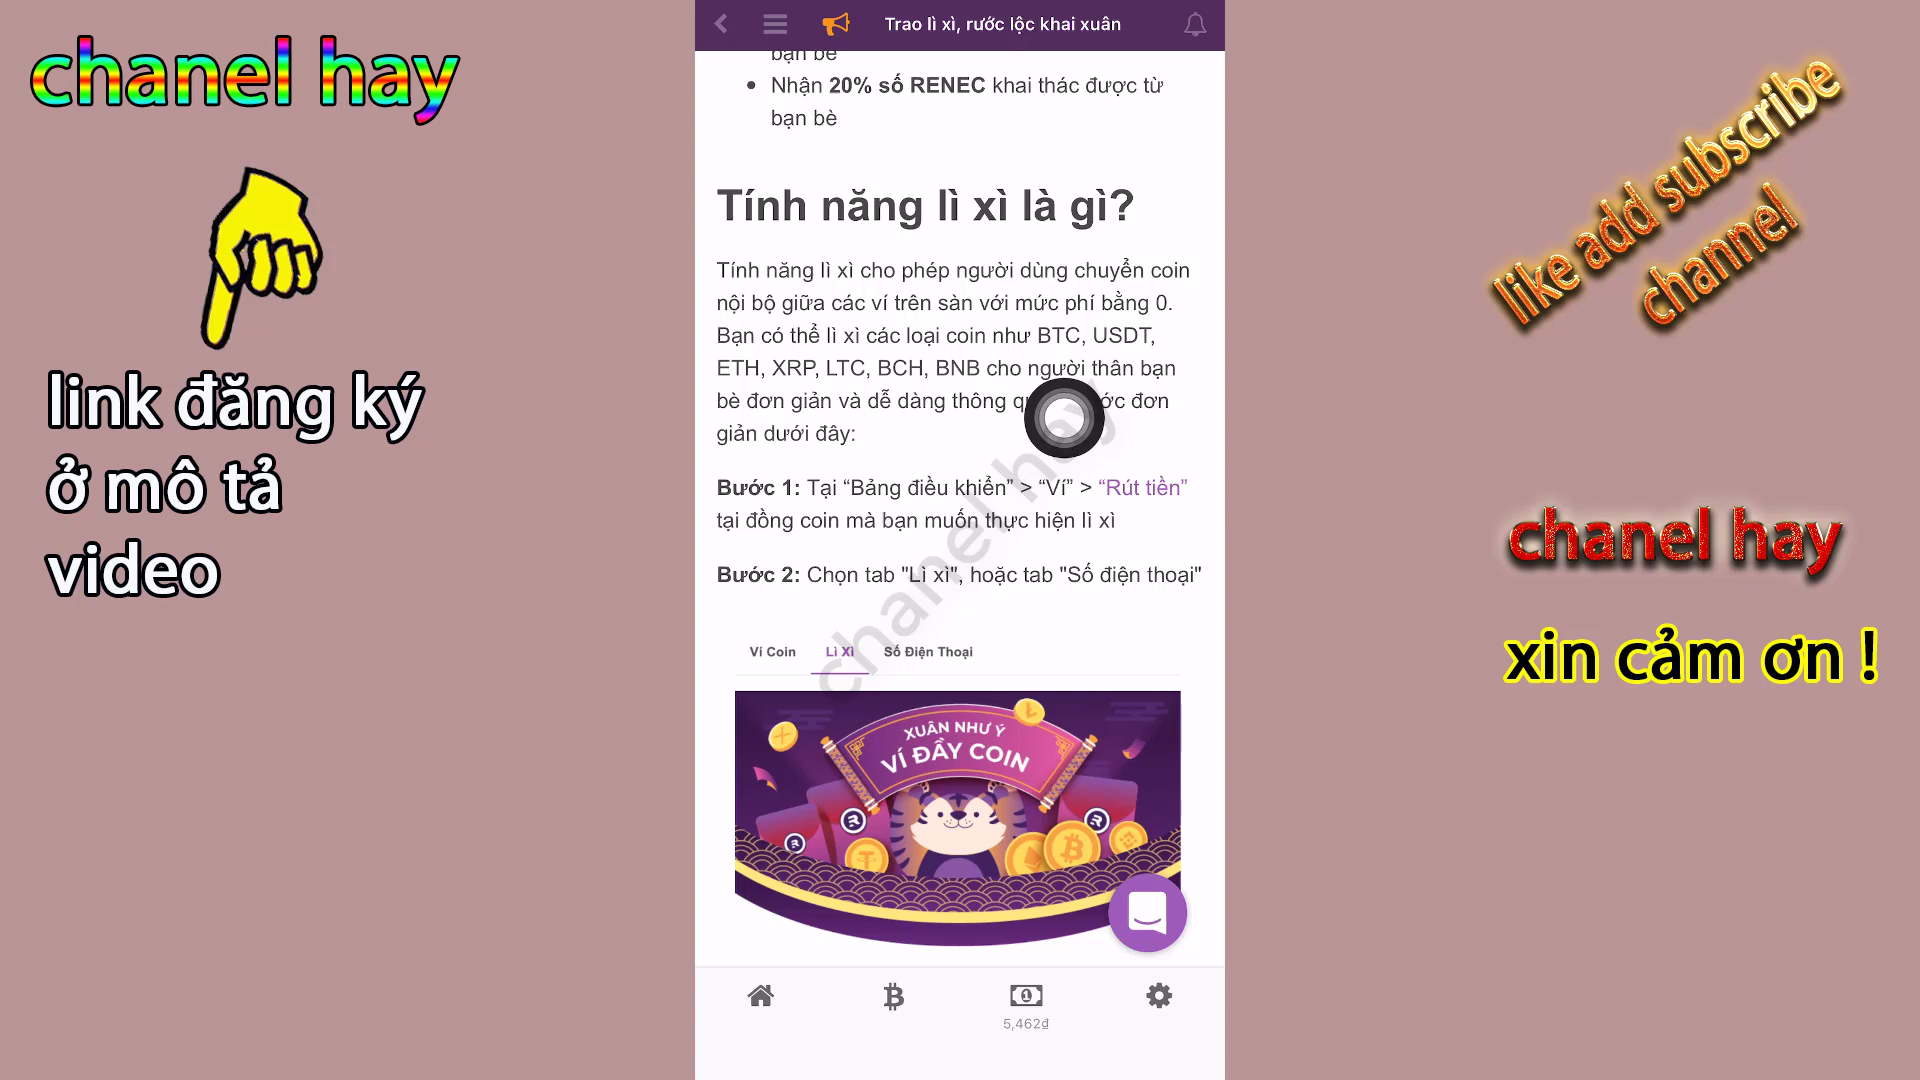 chanel hay
link đăng ký
ở mô tả
video
Trao lì xì, rước lộc khai xuân
bạn bè
Nhận 20% số RENEC khai thác được từ
bạn bè
Tính năng lì xì là gì?
Tính năng lì xì cho phép người dùng chuyển coin
nội bộ giữa các ví trên sàn với mức phí bằng 0.
Bạn có thể lì xì các loại coin như BTC, USDT,
ETH, XRP, LTC, BCH, BNB cho người thân bạn
bè đơn giản và dễ dàng thông đơn
giản dưới đây:
Bước 1: Tại “Bảng điều khiển” > “Ví” > “Rút tiền”
tại đồng coin mà bạn muốn thực hiện lì xì
Bước 2: Chọn tab "Lì xì", hoặc tab "Số điện thoại"
chanel hay
Ví Coin Lì Xì Số Điện Thoại
XUÂN NHƯ Ý
VÍ ĐẦY COIN
5,462₫
like add subscribe
channel
chanel hay
xin cảm ơn !